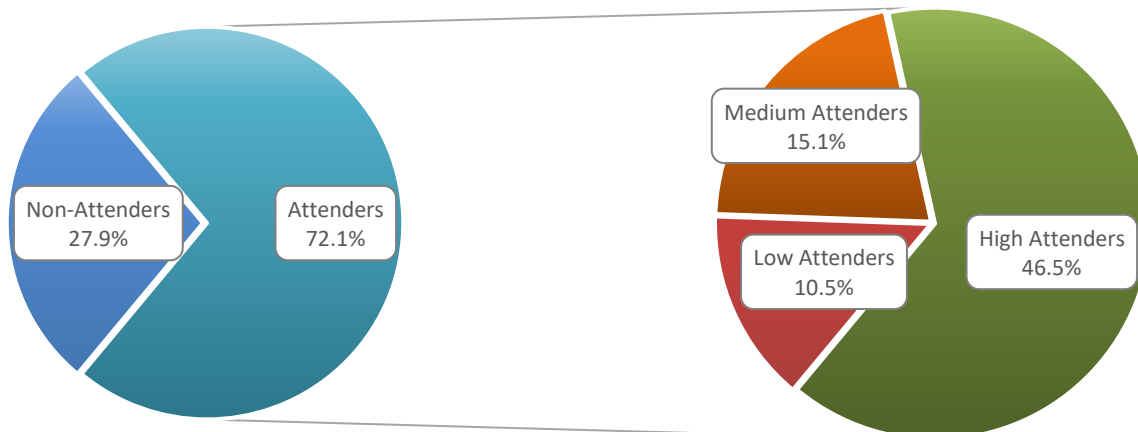 Non-Attenders
27.9%
Attenders
72.1%
Medium Attenders
15.1%
Low Attenders
10.5%
High Attenders
46.5%